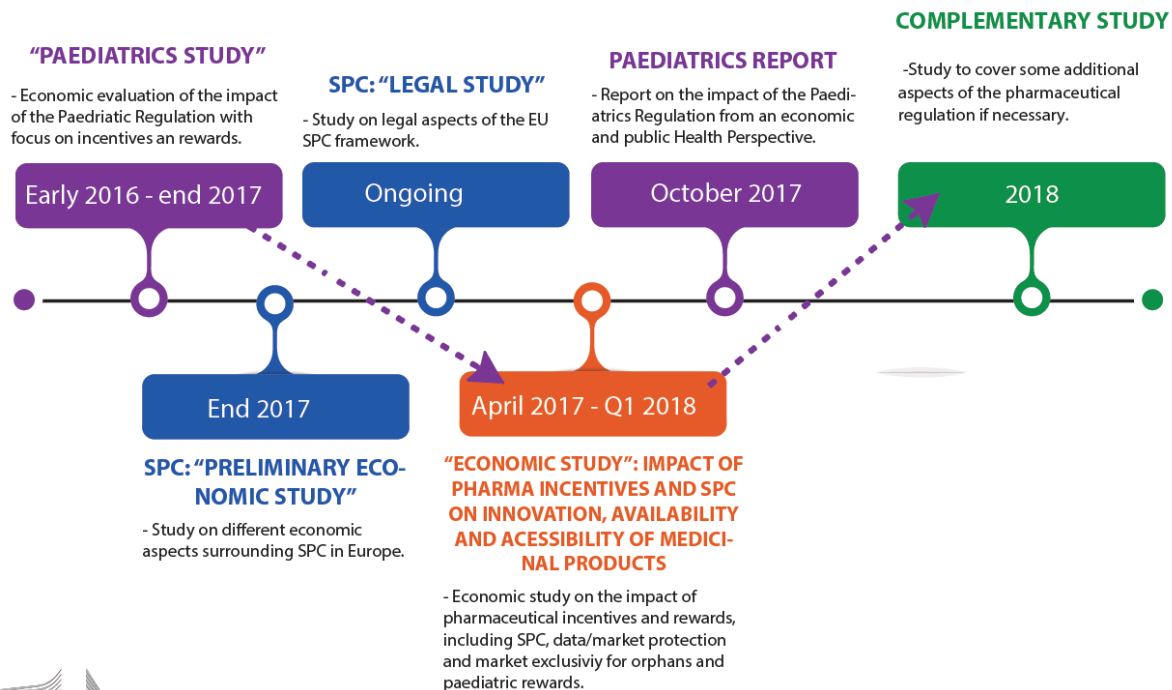 COMPLEMENTARY STUDY
-Study to cover some additional
aspects of the pharmaceutical
regulation if necessary.
2018
"PAEDIATRICS STUDY"
- Economic evaluation of the impact
of the Paedriatic Regulation with
focus on incentives an rewards.
Early 2016 - end 2017
SPC: "LEGAL STUDY"
- Study on legal aspects of the EU
SPC framework.
Ongoing
PAEDIATRICS REPORT
- Report on the impact of the Paedi-
atrics Regulation from an economic
and public Health Perspective.
October 2017
End 2017
SPC: "PRELIMINARY ECO-
NOMIC STUDY"
- Study on different economic
aspects surrounding SPC in Europe.
April 2017 - Q1 2018
"ECONOMIC STUDY": IMPACT OF
PHARMA INCENTIVES AND SPC
ON INNOVATION, AVAILABILITY
AND ACESSIBILITY OF MEDICI-
NAL PRODUCTS
- Economic study on the impact of
pharmaceutical incentives and rewards,
including SPC, data/market protection
and market exclusiviy for orphans and
paediatric rewards.